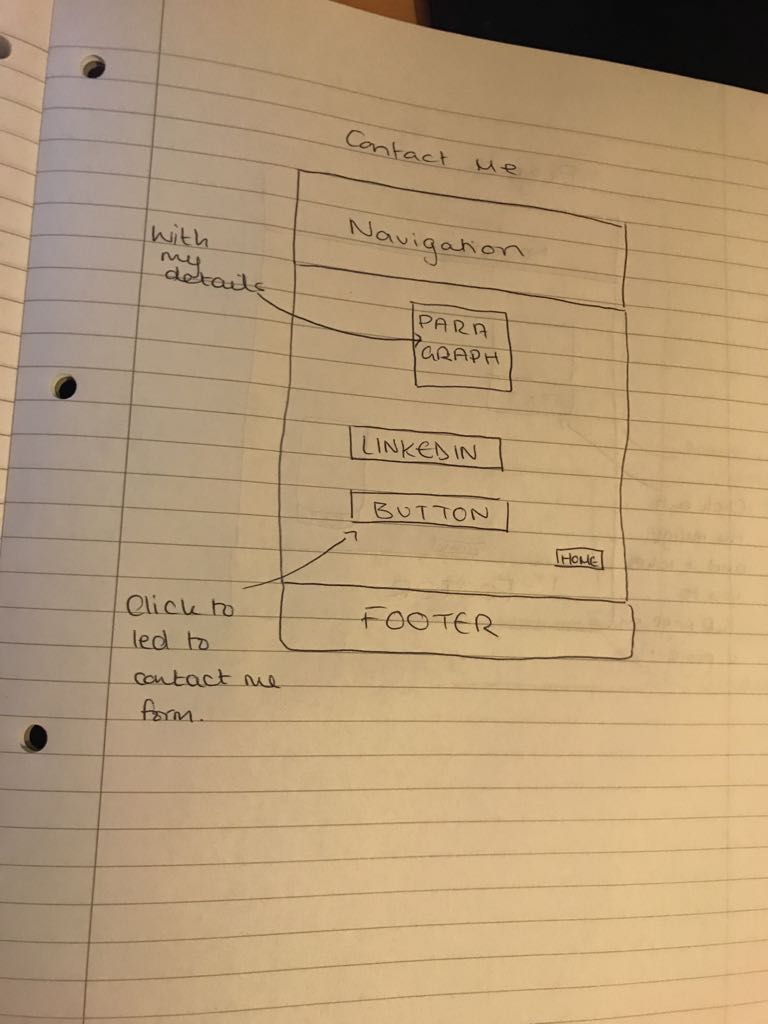 Contact Me
Navigation
With
my
details
PARA
GRAPH
LINKEDIN
BUTTON
HOME
Click to
led to
contact me
form.
FOOTER